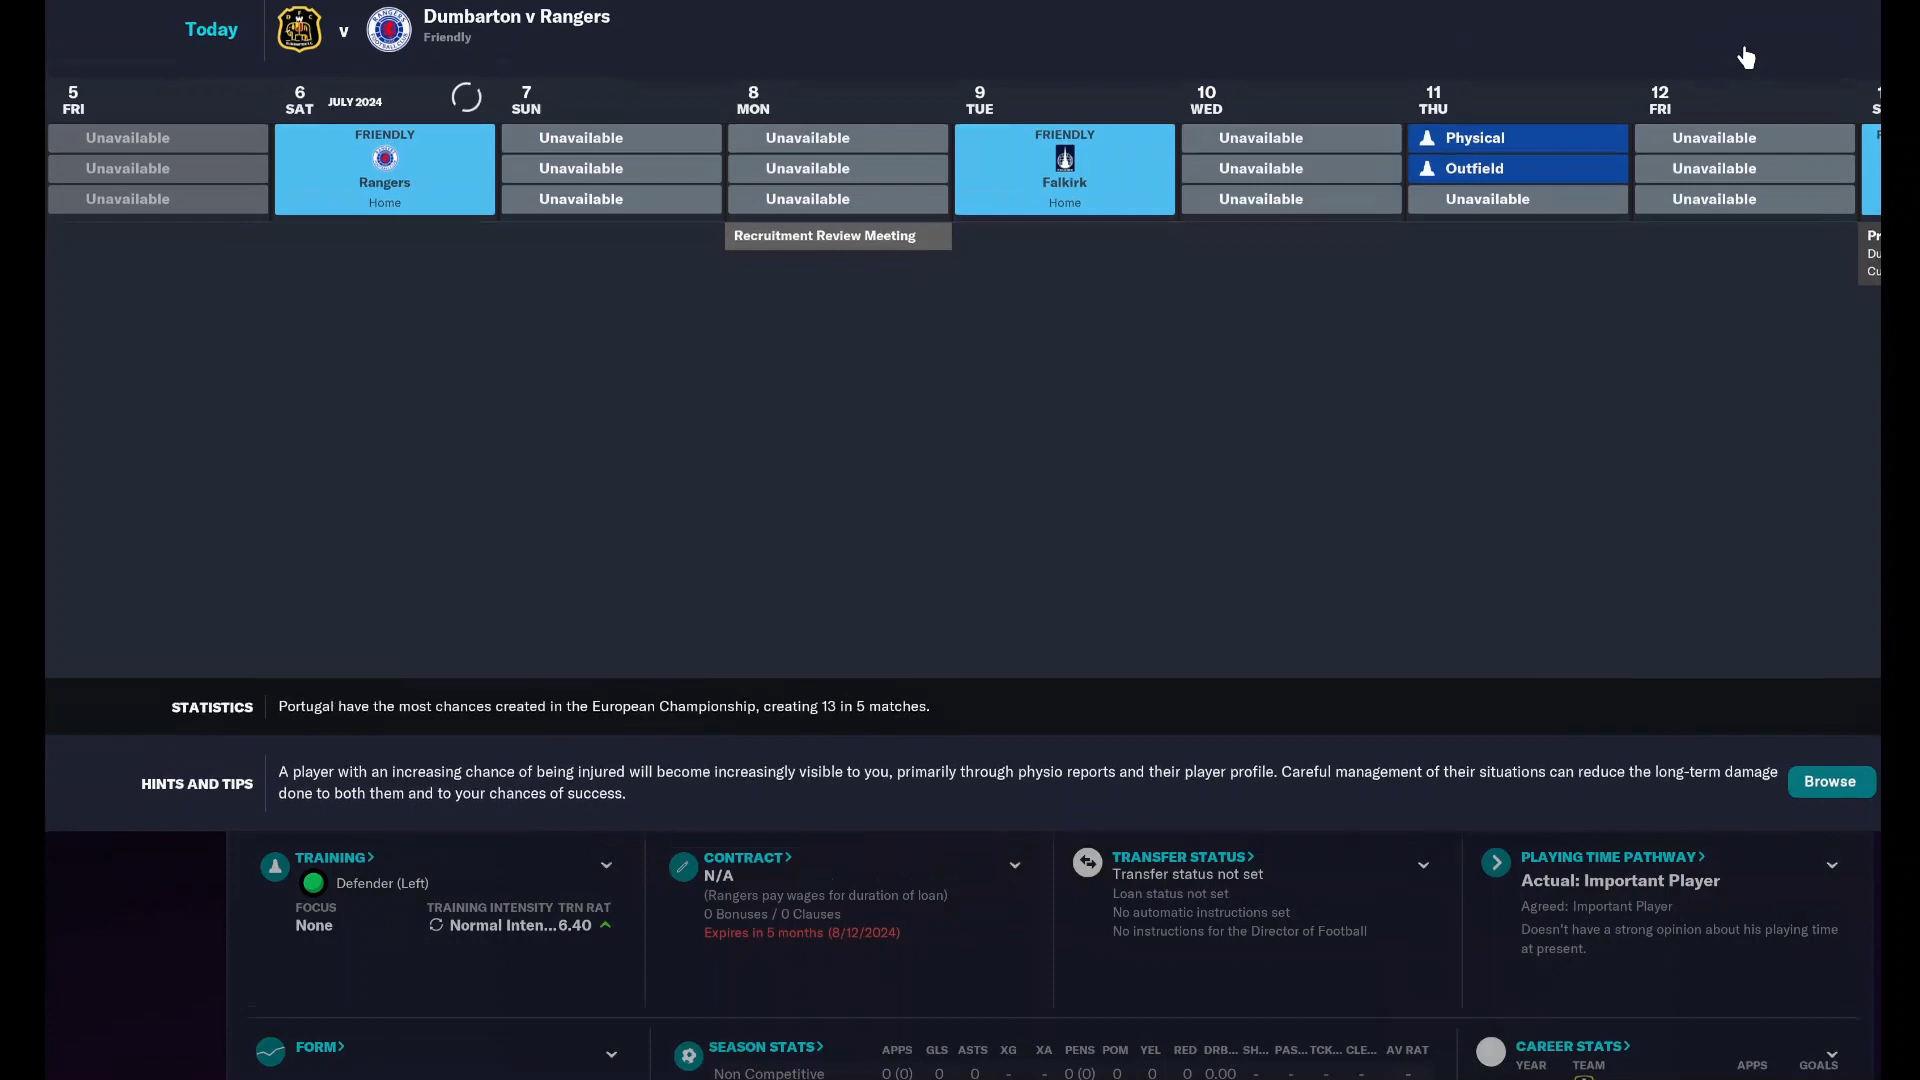 Today
v
Dumbarton v Rangers
Friendly
5
FRI
6
SAT
JULY 2024
7
SUN
8
MON
9
TUE
10
WED
11
THU
12
FRI
Unavailable
Unavailable
Unavailable
FRIENDLY
Rangers
Home
Unavailable
Unavailable
Unavailable
Unavailable
Unavailable
Unavailable
Recruitment Review Meeting
FRIENDLY
Falkirk
Home
Unavailable
Unavailable
Unavailable
Physical
Outfield
Unavailable
Unavailable
Unavailable
Unavailable
Pr
Du
Cu
STATISTICS
Portugal have the most chances created in the European Championship, creating 13 in 5 matches.
HINTS AND TIPS
A player with an increasing chance of being injured will become increasingly visible to you, primarily through physio reports and their player profile. Careful management of their situations can reduce the long-term damage
done to both them and to your chances of success.
Browse
TRAINING>
Defender (Left)
FOCUS
None
TRAINING INTENSITY TRN RAT
Normal Inten...6.40
CONTRACT>
N/A
(Rangers pay wages for duration of loan)
0 Bonuses / 0 Clauses
Expires in 5 months (8/12/2024)
TRANSFER STATUS>
Transfer status not set
Loan status not set
No automatic instructions set
No instructions for the Director of Football
PLAYING TIME PATHWAY>
Actual: Important Player
Agreed: Important Player
Doesn't have a strong opinion about his playing time
at present.
FORM>
SEASON STATS>
APPS GLS ASTS XG XA PENS POM YEL RED DRB... SH... PAS... TCK... CLE... AV RAT
Non Competitive 0 (0) 0 0 - - 0 (0) 0 0 0 0.00 - - - - -
CAREER STATS>
YEAR TEAM APPS GOALS